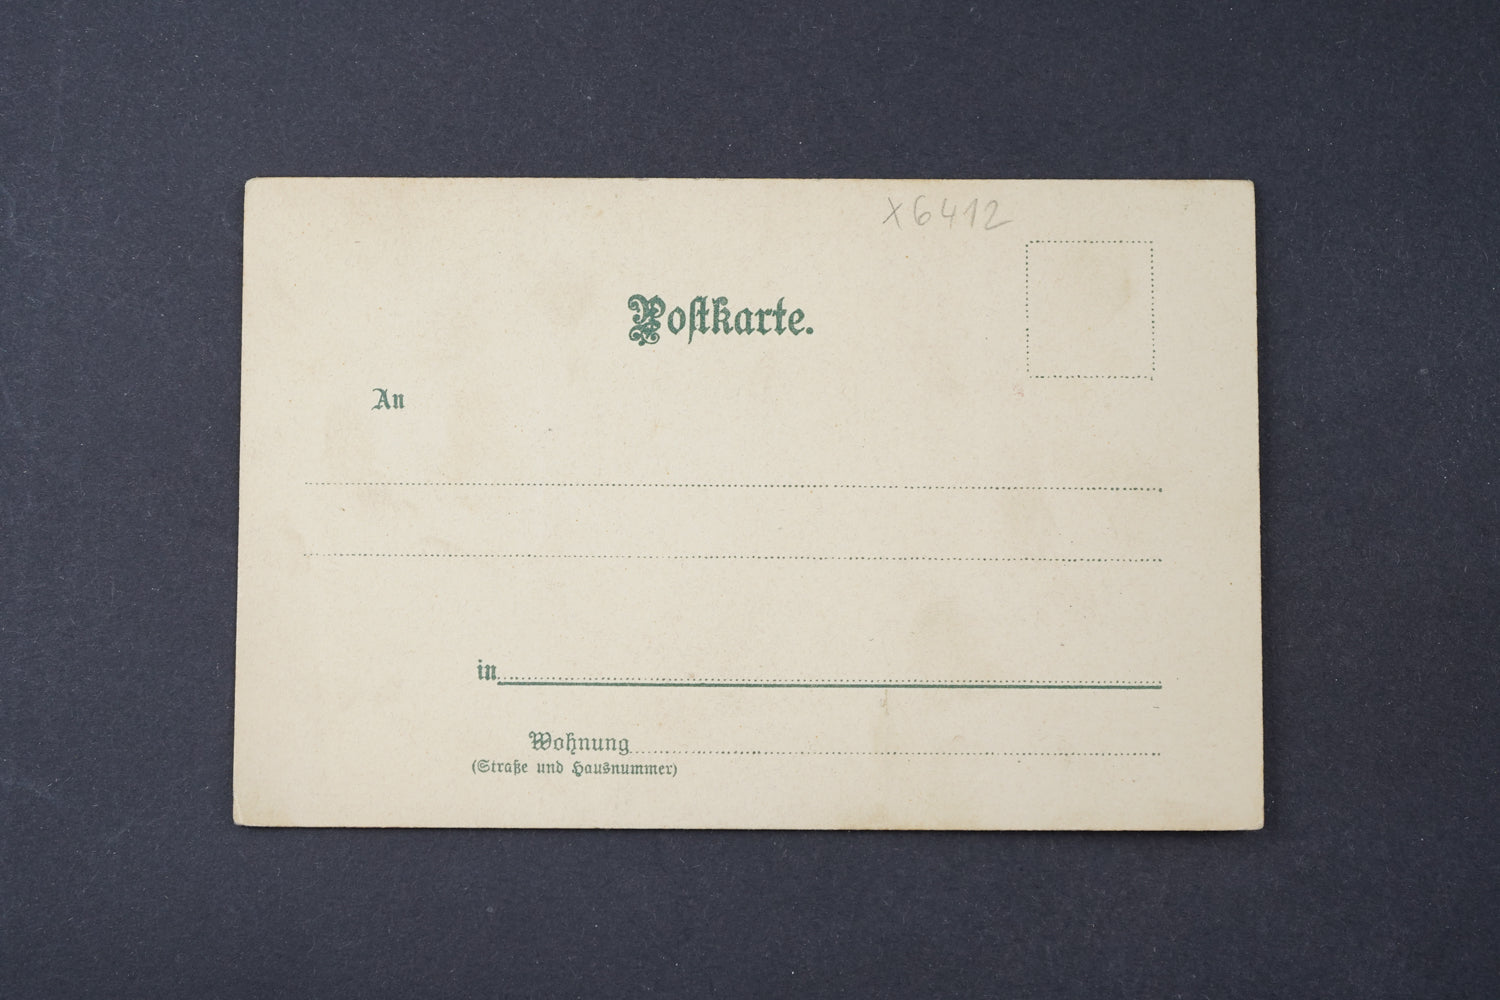 x6412
Postkarte.
An
in
Wohnung
(Straße und Hausnummer)